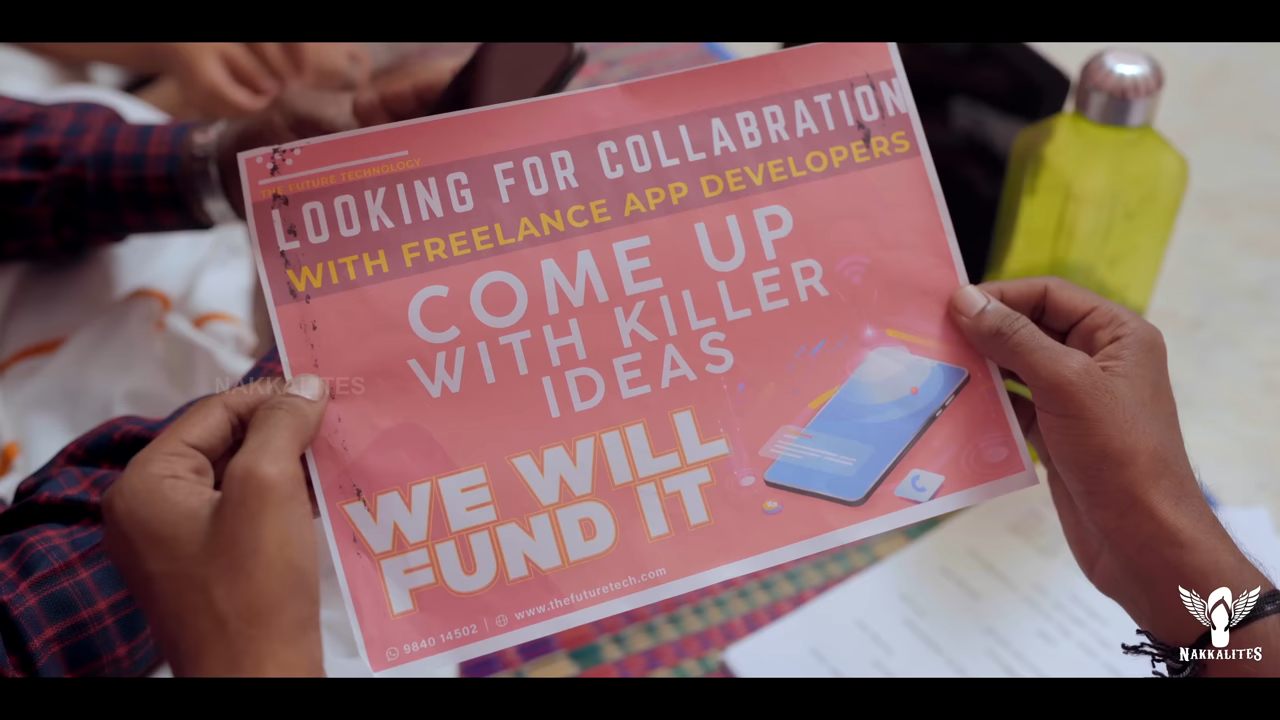 THE FUTURE TECHNOLOGY
LOOKING FOR COLLABRATION
WITH FREELANCE APP DEVELOPERS
COME UP
WITH KILLER
IDEAS
WE WILL
FUND IT
9840 14502 | www.thefuturetech.com
NAKKALITES
NAKKALITES